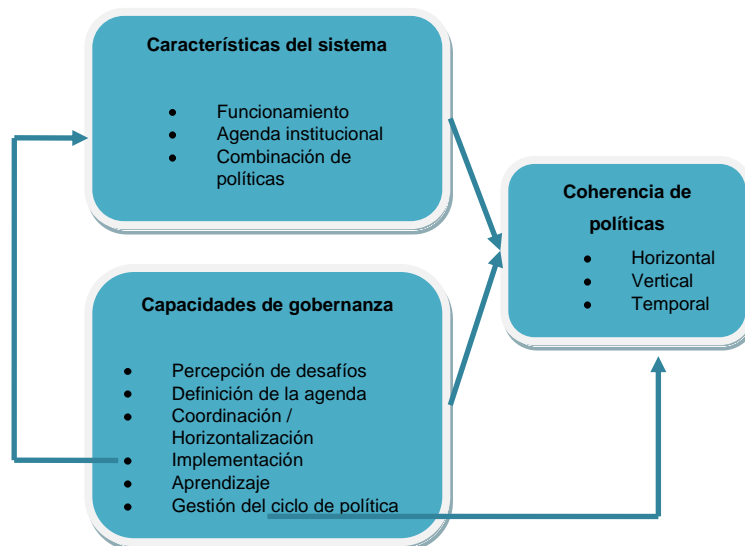 Características del sistema
• Funcionamiento
• Agenda institucional
• Combinación de
políticas
Capacidades de gobernanza
• Percepción de desafíos
• Definición de la agenda
• Coordinación /
Horizontalización
• Implementación
• Aprendizaje
• Gestión del ciclo de política
Coherencia de
políticas
• Horizontal
• Vertical
• Temporal